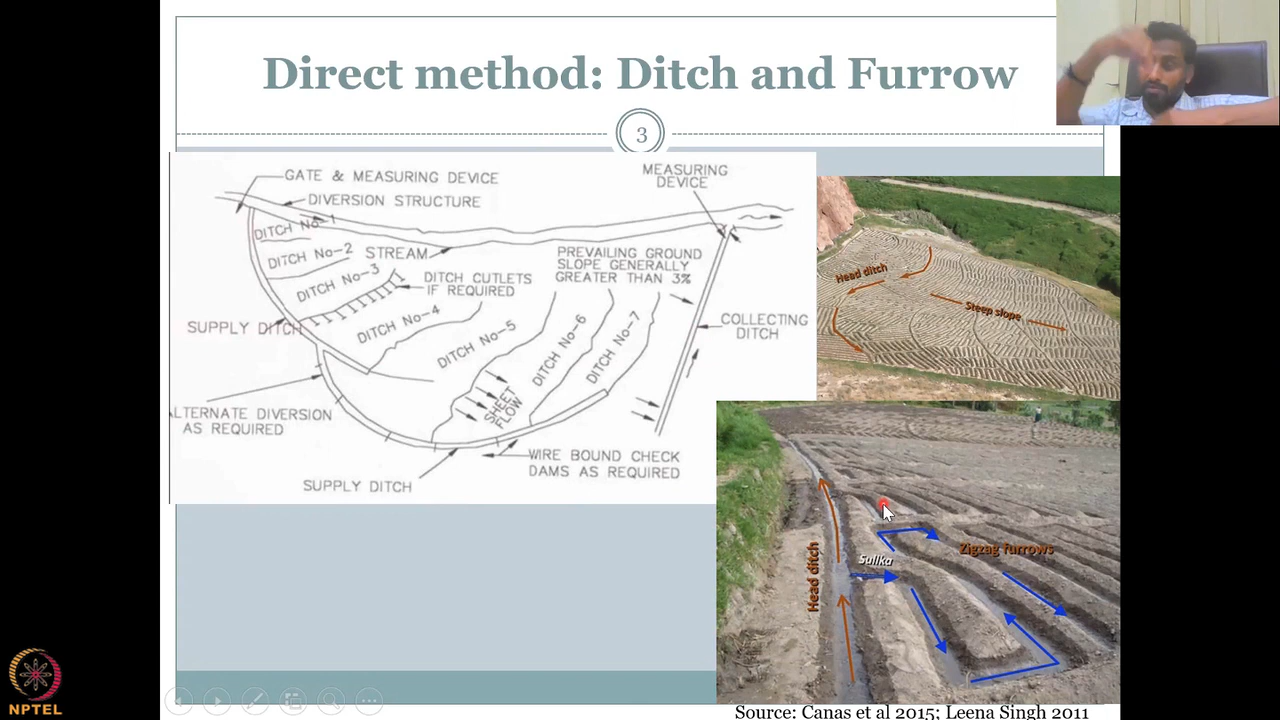 Direct method: Ditch and Furrow
3
GATE & MEASURING DEVICE
DIVERSION STRUCTURE
MEASURING
DEVICE
DITCH No-1
DITCH No-2
STREAM
DITCH No-3
DITCH CUTLETS
IF REQUIRED
PREVAILING GROUND
SLOPE GENERALLY
GREATER THAN 3%
SUPPLY DITCH
DITCH No-4
DITCH No-5
DITCH No-6
DITCH No-7
COLLECTING
DITCH
SHEET
FLOW
LTERNATE DIVERSION
AS REQUIRED
WIRE BOUND CHECK
DAMS AS REQUIRED
SUPPLY DITCH
Head ditch
Steep slope
Head ditch
Sullka
Zigzag furrows
Source: Canas et al 2015; Leena Singh 2011
NPTEL